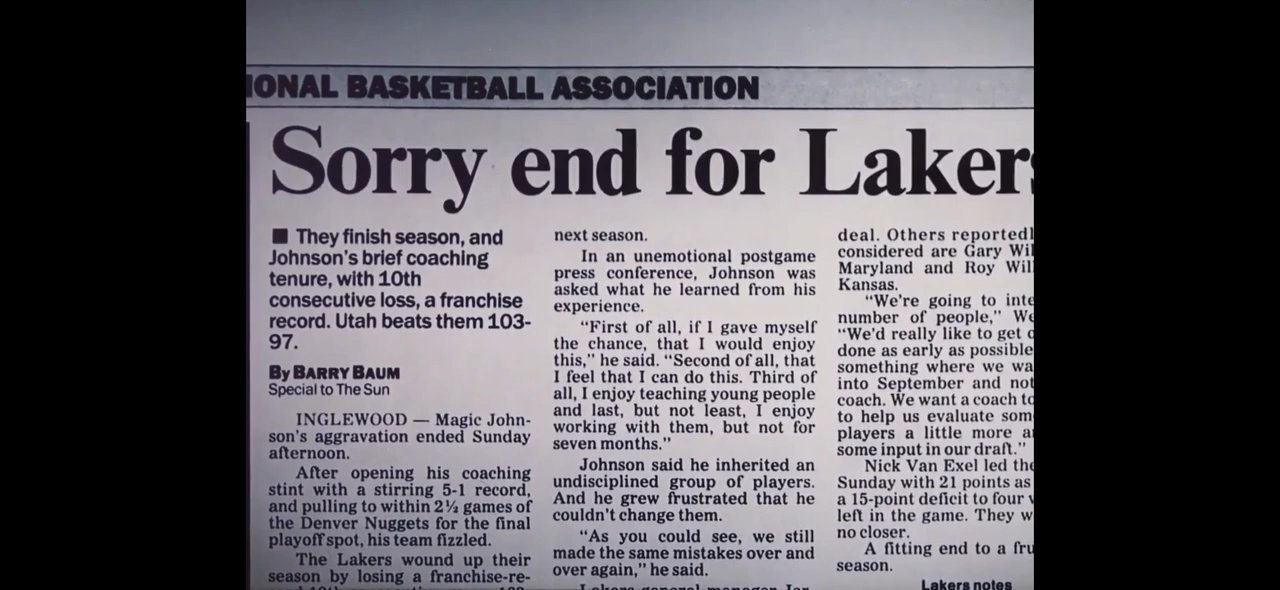 IONAL BASKETBALL ASSOCIATION
Sorry end for Lakers
■ They finish season, and
Johnson's brief coaching
tenure, with 10th
consecutive loss, a franchise
record. Utah beats them 103-
97.
By BARRY BAUM
Special to The Sun
INGLEWOOD — Magic John-
son's aggravation ended Sunday
afternoon.
After opening his coaching
stint with a stirring 5-1 record,
and pulling to within 2½ games of
the Denver Nuggets for the final
playoff spot, his team fizzled.
The Lakers wound up their
season by losing a franchise-re-
next season.
In an unemotional postgame
press conference, Johnson was
asked what he learned from his
experience.
"First of all, if I gave myself
the chance, that I would enjoy
this," he said. "Second of all, that
I feel that I can do this. Third of
all, I enjoy teaching young people
and last, but not least, I enjoy
working with them, but not for
seven months."
Johnson said he inherited an
undisciplined group of players.
And he grew frustrated that he
couldn't change them.
"As you could see, we still
made the same mistakes over and
over again," he said.
deal. Others reportedl
considered are Gary Wil
Maryland and Roy Wil
Kansas.
"We're going to inte
number of people," We
"We'd really like to get
done as early as possible
something where we wa
into September and not
coach. We want a coach to
to help us evaluate som
players a little more a
some input in our draft."
Nick Van Exel led the
Sunday with 21 points as
a 15-point deficit to four
left in the game. They w
no closer.
A fitting end to a fru
season.
Lakers notes